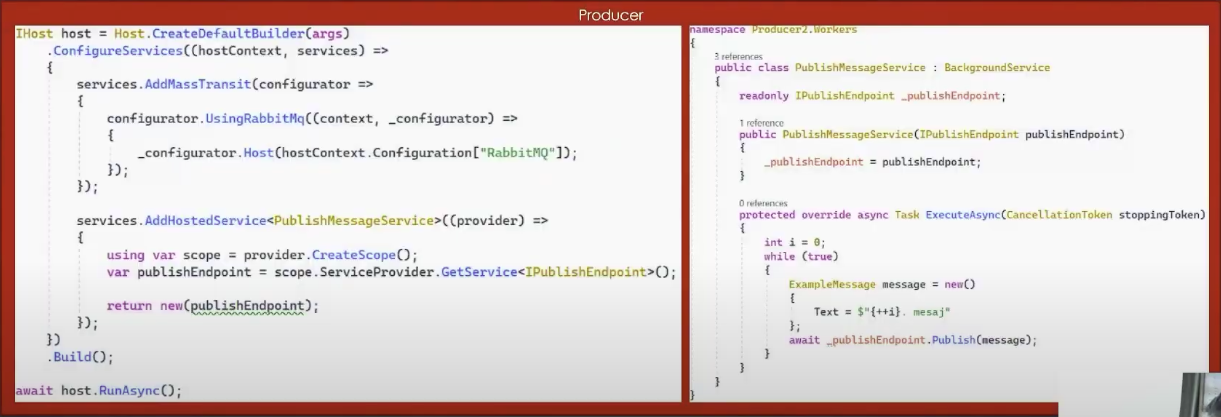 Producer
IHost host = Host.CreateDefaultBuilder(args)
.ConfigureServices((hostContext, services) =>
{
services.AddMassTransit(configurator =>
{
configurator.UsingRabbitMq((context, _configurator) =>
{
_configurator.Host(hostContext.Configuration["RabbitMQ"]);
});
});
services.AddHostedService<PublishMessageService>((provider) =>
{
using var scope = provider.CreateScope();
var publishEndpoint = scope.ServiceProvider.GetService<IPublishEndpoint>();
return new(publishEndpoint);
});
})
.Build();
await host.RunAsync();
namespace Producer2.Workers
{
3 references
public class PublishMessageService : BackgroundService
{
readonly IPublishEndpoint _publishEndpoint;
1 reference
public PublishMessageService(IPublishEndpoint publishEndpoint)
{
_publishEndpoint = publishEndpoint;
}
0 references
protected override async Task ExecuteAsync(CancellationToken stoppingToken)
{
int i = 0;
while (true)
{
ExampleMessage message = new()
{
Text = $"{++i}. mesaj"
};
await _publishEndpoint.Publish(message);
}
}
}
}